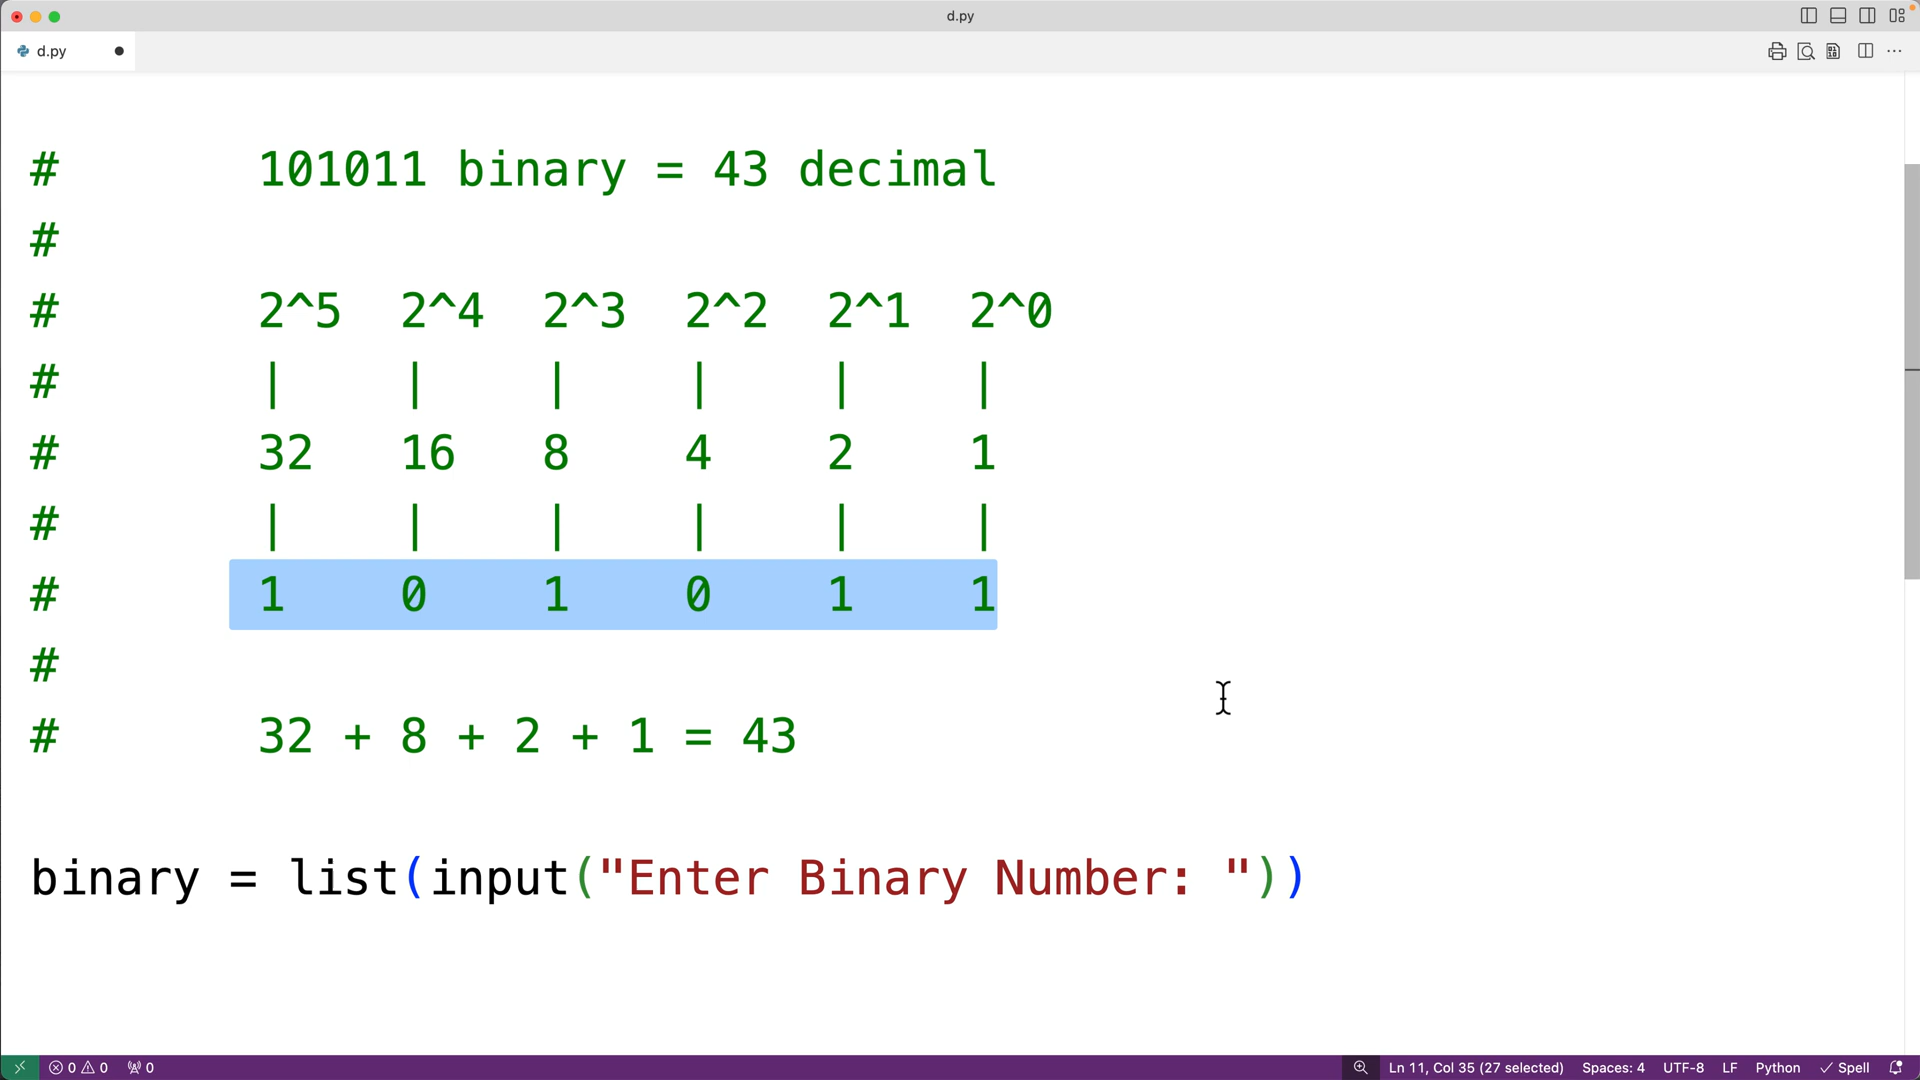 d.py
d.py
# 101011 binary = 43 decimal
#
# 2^5 2^4 2^3 2^2 2^1 2^0
# | | | | | |
# 32 16 8 4 2 1
# | | | | | |
# 1 0 1 0 1 1
#
# 32 + 8 + 2 + 1 = 43
binary = list(input("Enter Binary Number: "))
0 0 0 Ln 11, Col 35 (27 selected) Spaces: 4 UTF-8 LF Python Spell